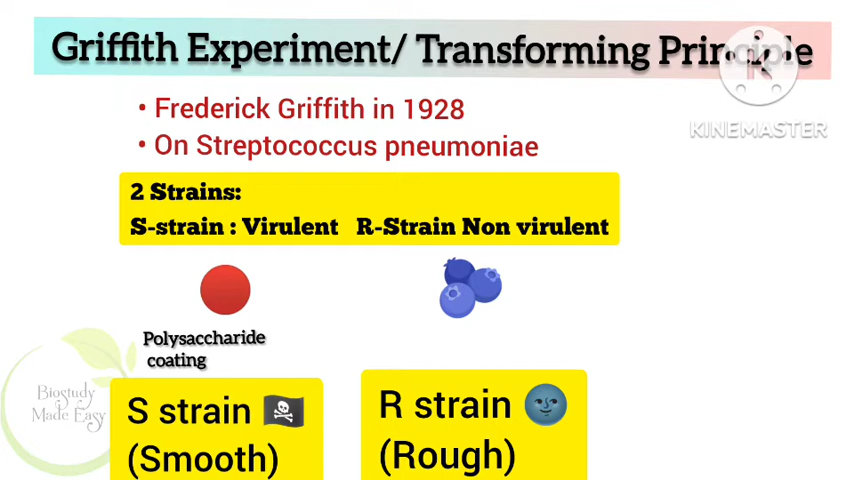 Griffith Experiment/ Transforming Principle
KINEMASTER
• Frederick Griffith in 1928
• On Streptococcus pneumoniae
2 Strains:
S-strain : Virulent R-Strain Non virulent
Polysaccharide
coating
Biostudy
Made Easy
S strain
(Smooth)
R strain
(Rough)